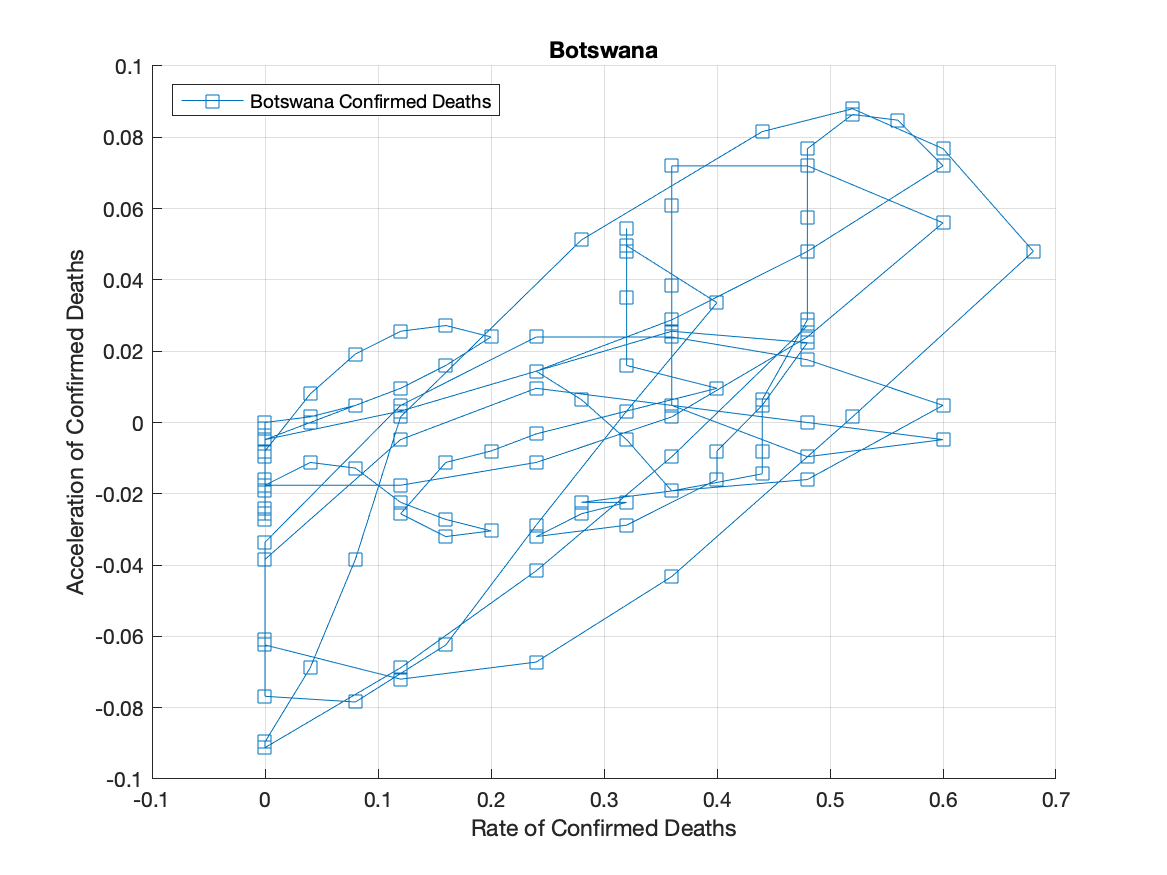 Botswana
Botswana Confirmed Deaths
Acceleration of Confirmed Deaths
0.1
0.08
0.06
0.04
0.02
0
-0.02
-0.04
-0.06
-0.08
-0.1
-0.1 0 0.1 0.2 0.3 0.4 0.5 0.6 0.7
Rate of Confirmed Deaths